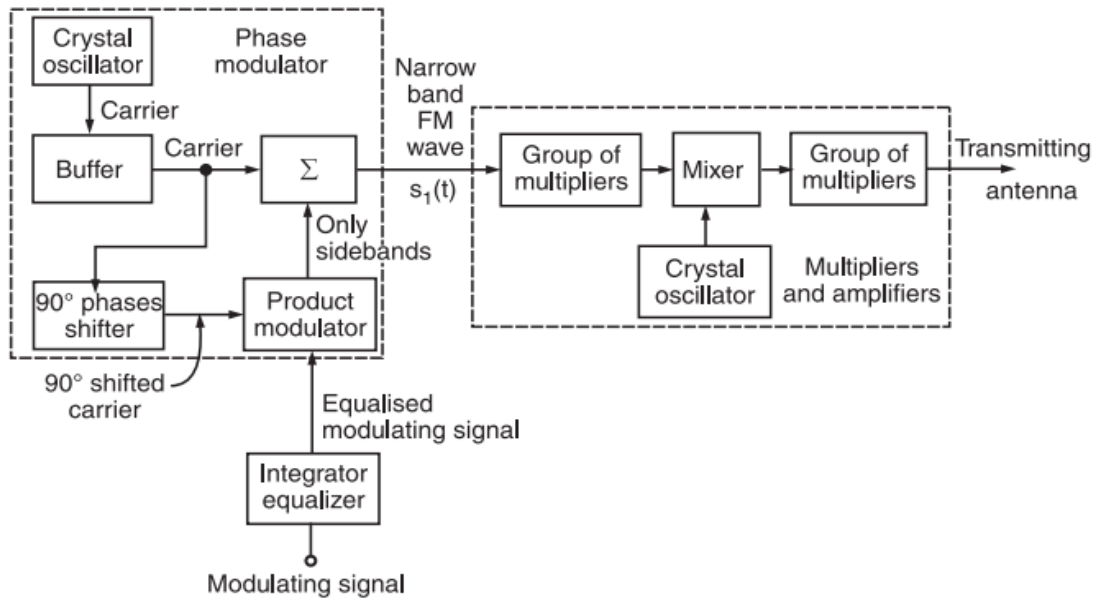 Crystal
oscillator
Phase
modulator
Carrier
Buffer
Carrier
Σ
Narrow
band
FM
wave
s₁(t)
Group of
multipliers
Mixer
Group of
multipliers
Transmitting
antenna
Only
sidebands
Crystal
oscillator
Multipliers
and amplifiers
90° phases
shifter
Product
modulator
90° shifted
carrier
Equalised
modulating signal
Integrator
equalizer
Modulating signal